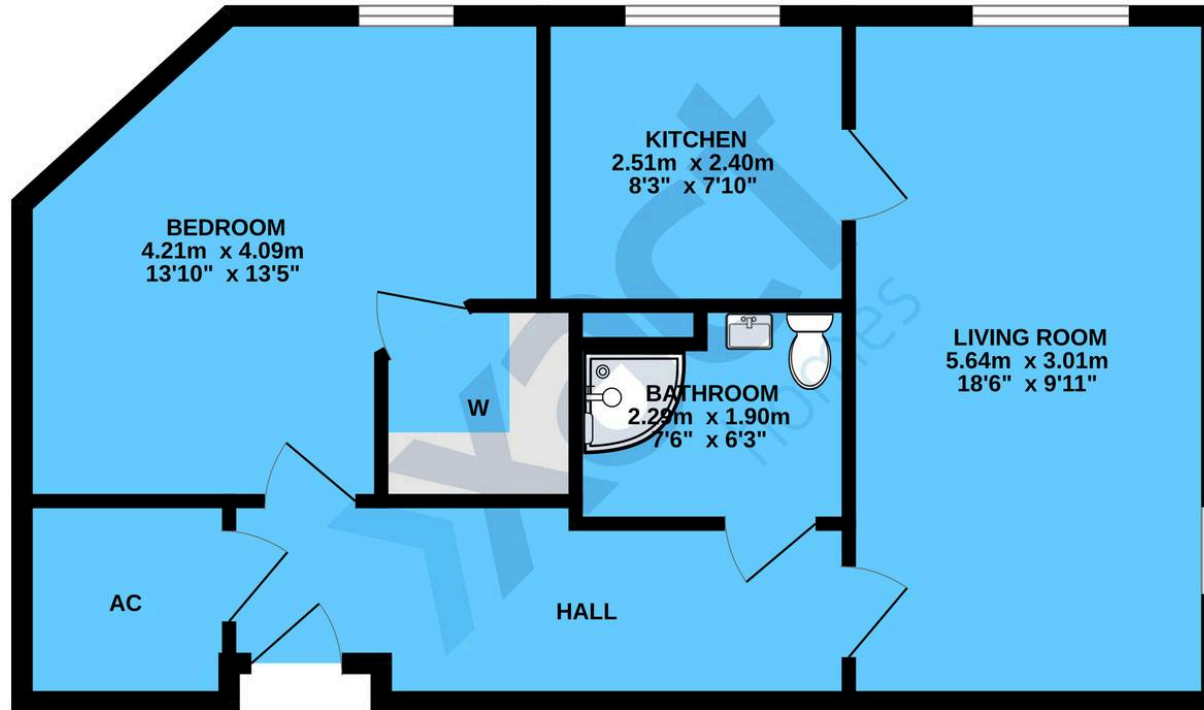 KITCHEN
2.51m x 2.40m
8'3" x 7'10"
BEDROOM
4.21m x 4.09m
13'10" x 13'5"
LIVING ROOM
5.64m x 3.01m
18'6" x 9'11"
W
BATHROOM
2.29m x 1.90m
7'6" x 6'3"
AC
HALL
xact
homes